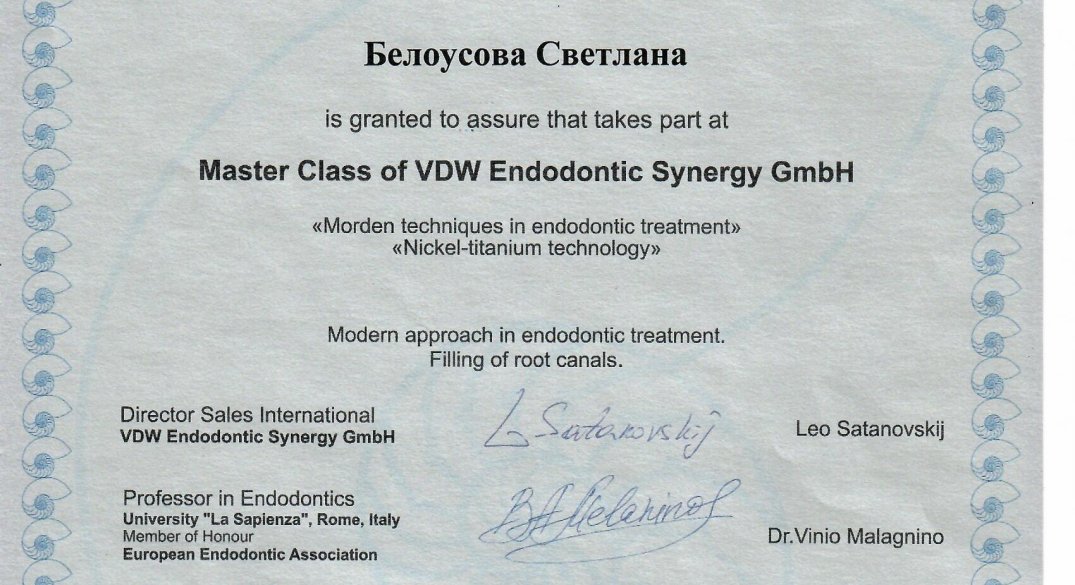 Белоусова Светлана
is granted to assure that takes part at
Master Class of VDW Endodontic Synergy GmbH
«Morden techniques in endodontic treatment»
«Nickel-titanium technology»
Modern approach in endodontic treatment.
Filling of root canals.
Director Sales International
VDW Endodontic Synergy GmbH
L Satanovskij
Leo Satanovskij
Professor in Endodontics
University "La Sapienza", Rome, Italy
Member of Honour
European Endodontic Association
Dr.Vinio Malagnino